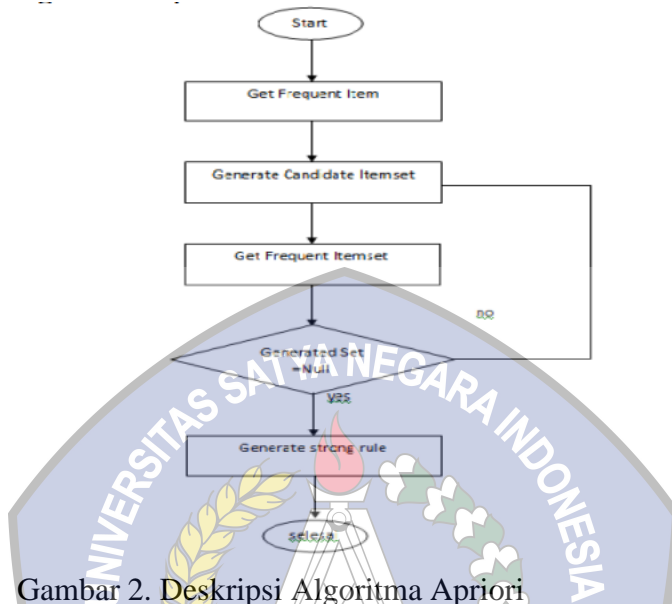 Start
Get Frequent Item
Generate Candidate Itemset
Get Frequent Itemset
no
Generated Set
=Null
yes
Generate strong rule
UNIVERSITAS SATYA NEGARA INDONESIA
Gambar 2. Deskripsi Algoritma Apriori